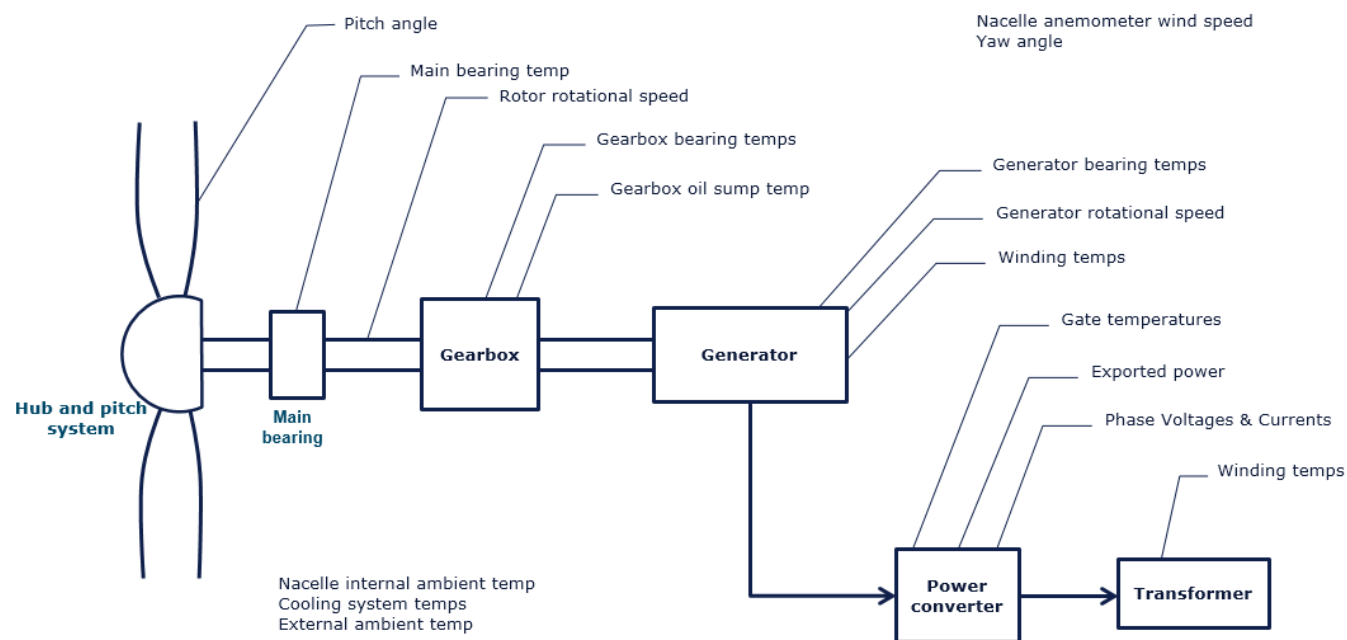 Pitch angle
Nacelle anemometer wind speed
Yaw angle
Main bearing temp
Rotor rotational speed
Gearbox bearing temps
Gearbox oil sump temp
Generator bearing temps
Generator rotational speed
Winding temps
Gate temperatures
Exported power
Phase Voltages & Currents
Winding temps
Gearbox
Generator
Hub and pitch
system
Main
bearing
Power
converter
Transformer
Nacelle internal ambient temp
Cooling system temps
External ambient temp